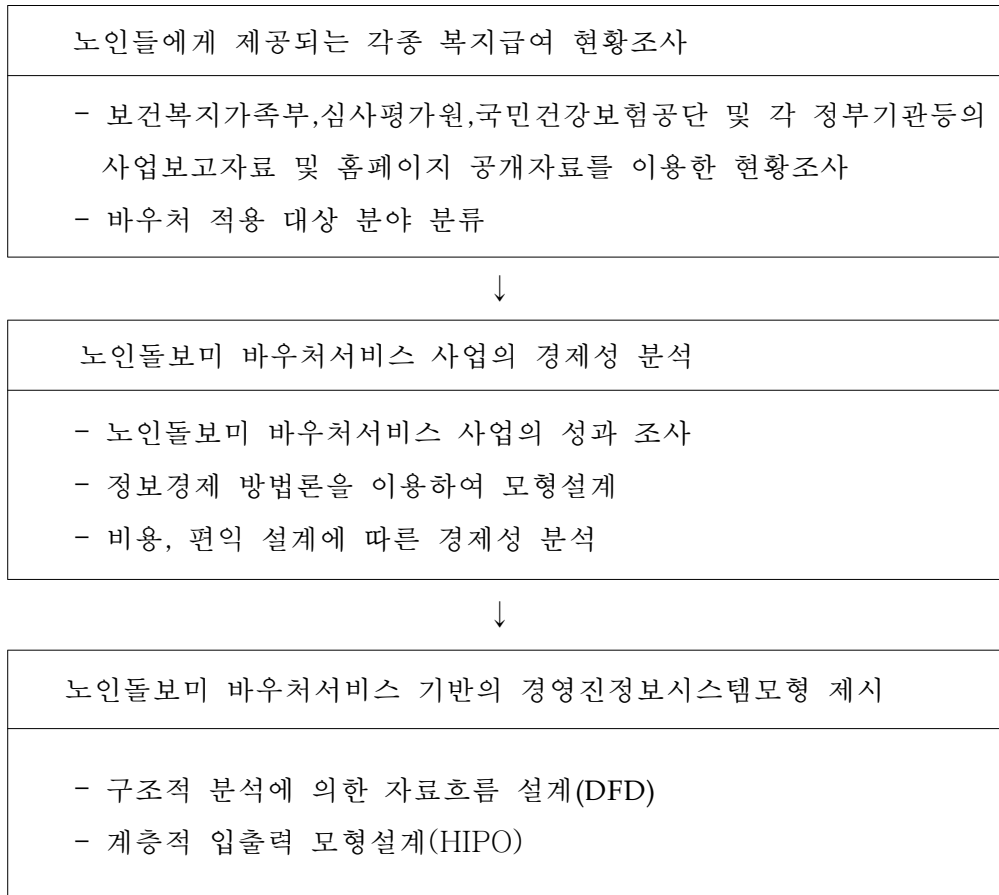 노인들에게 제공되는 각종 복지급여 현황조사
- 보건복지가족부,심사평가원,국민건강보험공단 및 각 정부기관등의
사업보고자료 및 홈페이지 공개자료를 이용한 현황조사
- 바우처 적용 대상 분야 분류
↓
노인돌보미 바우처서비스 사업의 경제성 분석
- 노인돌보미 바우처서비스 사업의 성과 조사
- 정보경제 방법론을 이용하여 모형설계
- 비용, 편익 설계에 따른 경제성 분석
↓
노인돌보미 바우처서비스 기반의 경영진정보시스템모형 제시
- 구조적 분석에 의한 자료흐름 설계(DFD)
- 계층적 입출력 모형설계(HIPO)